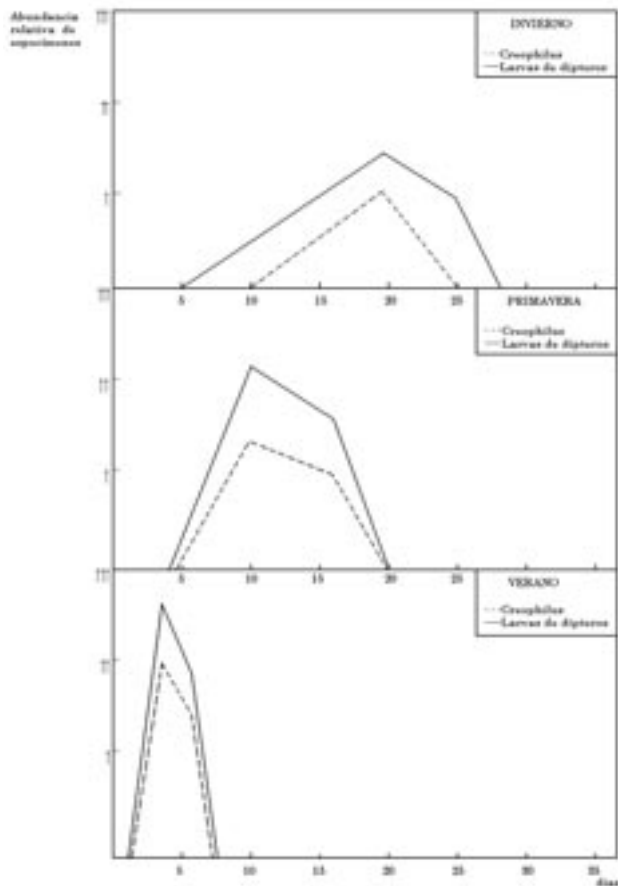 Abundancia
relativa de
especímenes
INVIERNO
Creophilus
Larvas de dípteros
5 10 15 20 25
PRIMAVERA
Creophilus
Larvas de dípteros
5 10 15 20 25
VERANO
Creophilus
Larvas de dípteros
5 10 15 20 25 30 35
días